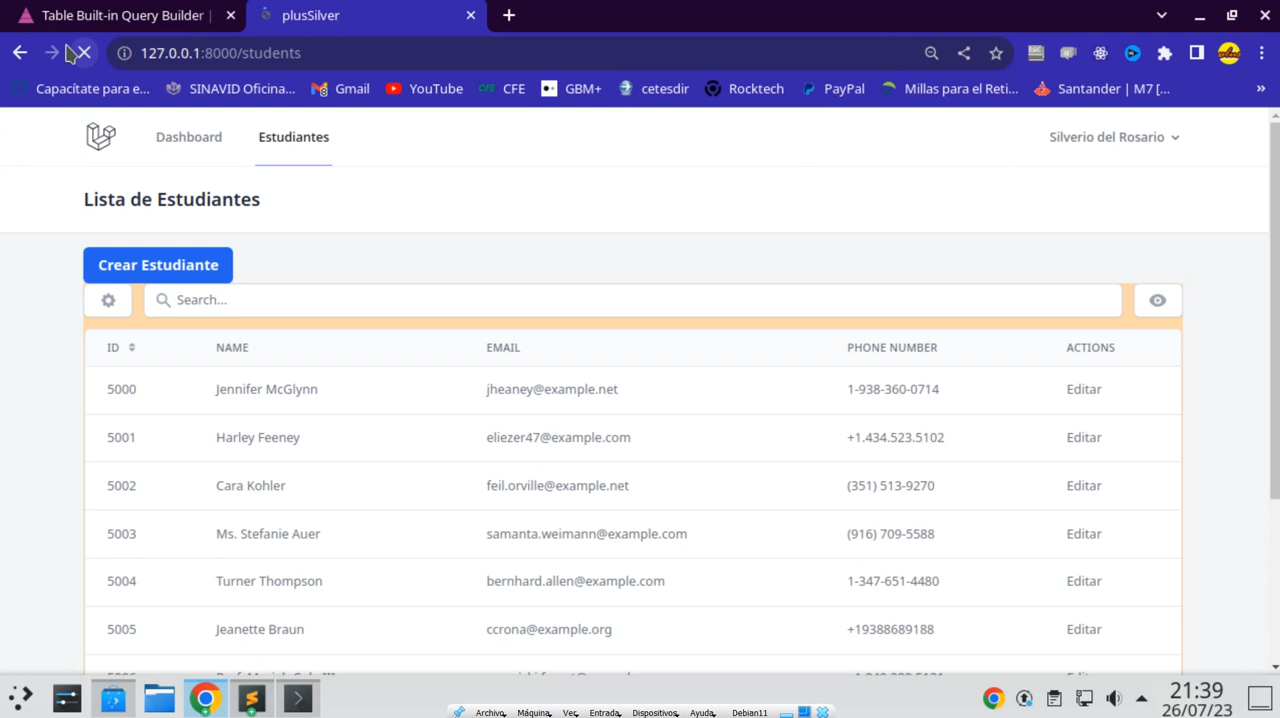 Table Built-in Query Builder |
plusSilver
127.0.0.1:8000/students
Capacítate para e...
SINAVID Oficina...
Gmail
YouTube
CFE
CFE
GBM+
cetesdir
Rocktech
PayPal
Millas para el Reti...
Santander | M7 [...
Dashboard
Estudiantes
Silverio del Rosario
Lista de Estudiantes
Crear Estudiante
Search...
ID NAME EMAIL PHONE NUMBER ACTIONS
5000 Jennifer McGlynn jheaney@example.net 1-938-360-0714 Editar
5001 Harley Feeney eliezer47@example.com +1.434.523.5102 Editar
5002 Cara Kohler feil.orville@example.net (351) 513-9270 Editar
5003 Ms. Stefanie Auer samanta.weimann@example.com (916) 709-5588 Editar
5004 Turner Thompson bernhard.allen@example.com 1-347-651-4480 Editar
5005 Jeanette Braun ccrona@example.org +19388689188 Editar
21:39
26/07/23
Archivo Máquina Ver Entrada Dispositivos Ayuda Debian11